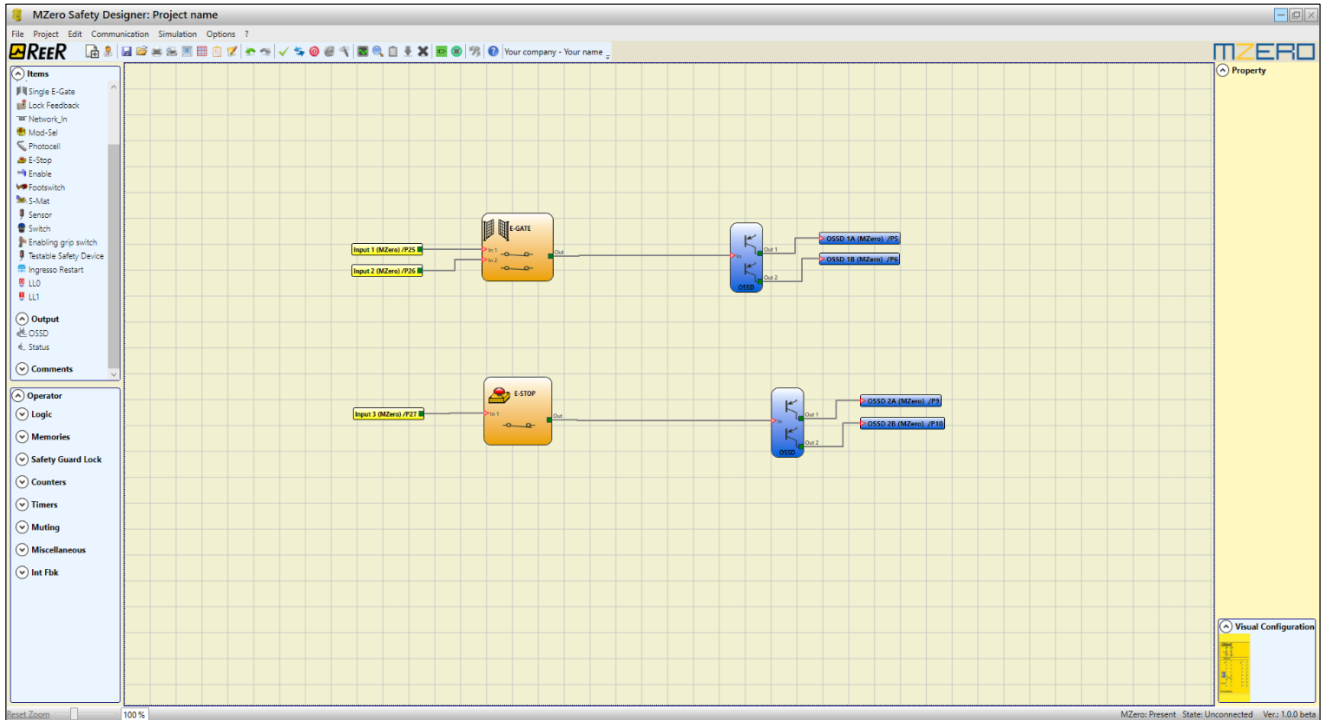 MZero Safety Designer: Project name
File Project Edit Communication Simulation Options ?
REER
Your company - Your name
MZERO
Items
Single E-Gate
Lock Feedback
Network_In
Mod-Sel
Photocell
E-Stop
Enable
Footswitch
S-Mat
Sensor
Switch
Enabling grip switch
Testable Safety Device
Ingresso Restart
LL0
LL1
Output
OSSD
Status
Comments
Operator
Logic
Memories
Safety Guard Lock
Counters
Timers
Muting
Miscellaneous
Int Fbk
E-GATE
Input 1 (MZero) /P25
In 1
Input 2 (MZero) /P26
In 2
Out
In
Out 1
Out 2
OSSD
OSSD 1A (MZero) /P5
OSSD 1B (MZero) /P6
E-STOP
Input 3 (MZero) /P27
In 1
Out
In
Out 1
Out 2
OSSD
OSSD 2A (MZero) /P9
OSSD 2B (MZero) /P10
Property
Visual Configuration
Reset Zoom
100 %
MZero: Present State: Unconnected Ver.: 1.0.0 beta